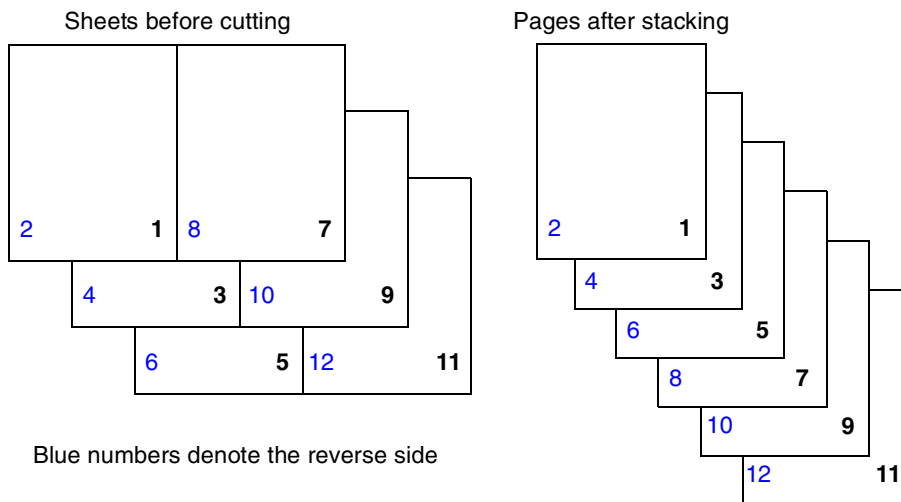 Sheets before cutting
2 1 8 7
4 3 10 9
6 5 12 11
Blue numbers denote the reverse side
Pages after stacking
2 1
4 3
6 5
8 7
10 9
12 11